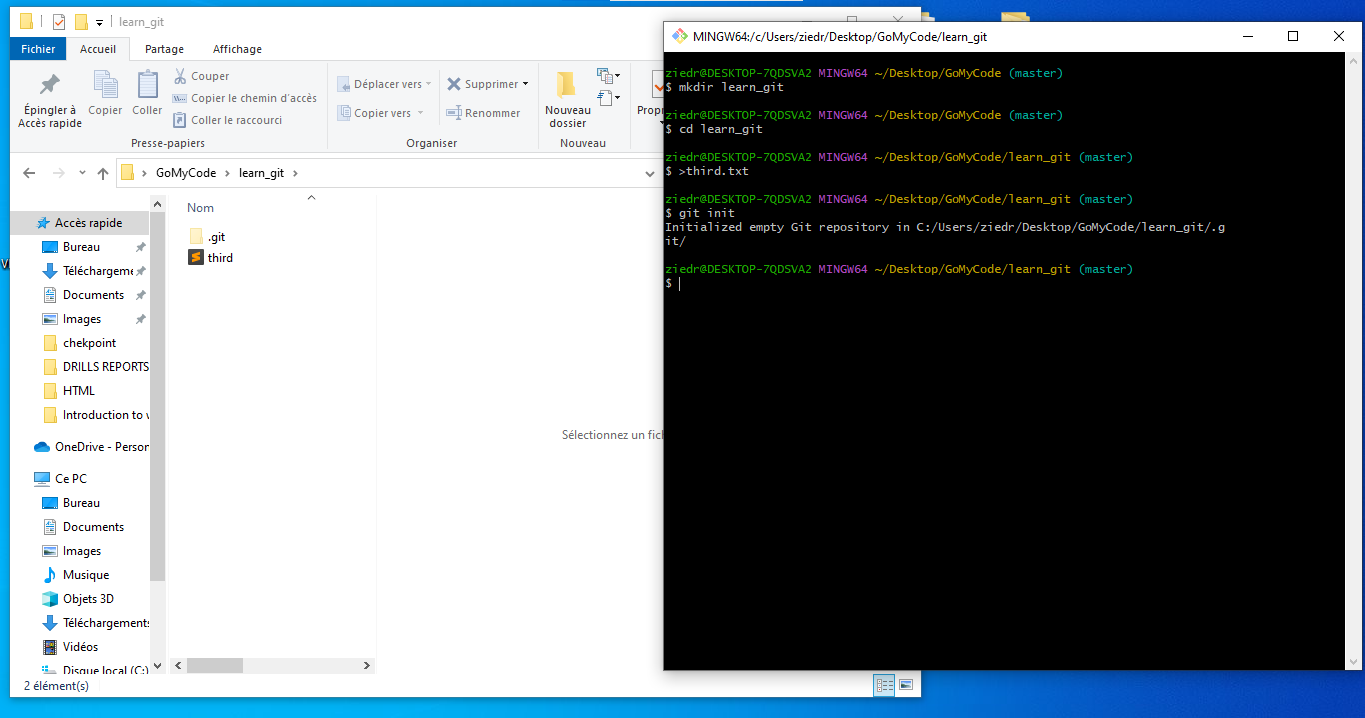 learn_git
Fichier
Accueil
Partage
Affichage
Épingler à
Accès rapide
Copier
Coller
Couper
Copier le chemin d'accès
Coller le raccourci
Presse-papiers
Déplacer vers
Copier vers
Supprimer
Renommer
Organiser
Nouveau
dossier
Nouveau
Propr
GoMyCode
learn_git
Accès rapide
Bureau
Téléchargeme
Documents
Images
chekpoint
DRILLS REPORTS
HTML
Introduction to v
OneDrive - Person
Ce PC
Bureau
Documents
Images
Musique
Objets 3D
Téléchargements
Vidéos
Disque local (C:)
Nom
.git
third
Sélectionnez un fich
2 élément(s)
MINGW64:/c/Users/ziedr/Desktop/GoMyCode/learn_git
ziedr@DESKTOP-7QDSVA2 MINGW64 ~/Desktop/GoMyCode (master)
$ mkdir learn_git
ziedr@DESKTOP-7QDSVA2 MINGW64 ~/Desktop/GoMyCode (master)
$ cd learn_git
ziedr@DESKTOP-7QDSVA2 MINGW64 ~/Desktop/GoMyCode/learn_git (master)
$ >third.txt
ziedr@DESKTOP-7QDSVA2 MINGW64 ~/Desktop/GoMyCode/learn_git (master)
$ git init
Initialized empty Git repository in C:/Users/ziedr/Desktop/GoMyCode/learn_git/.g
it/
ziedr@DESKTOP-7QDSVA2 MINGW64 ~/Desktop/GoMyCode/learn_git (master)
$